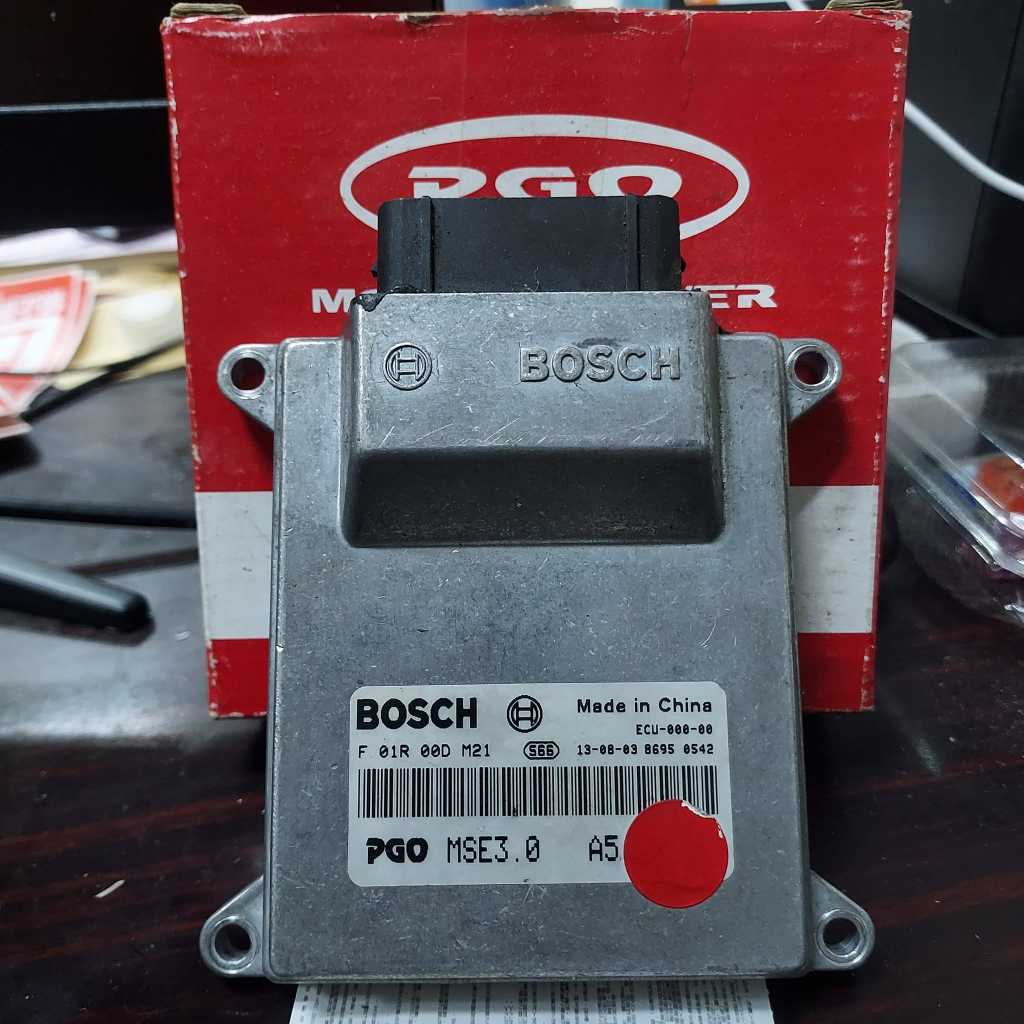 PGO
BOSCH
BOSCH Made in China
ECU-000-00
F 01R 00D M21 S66 13-08-03 8695 0542
PGO MSE3.0 A5